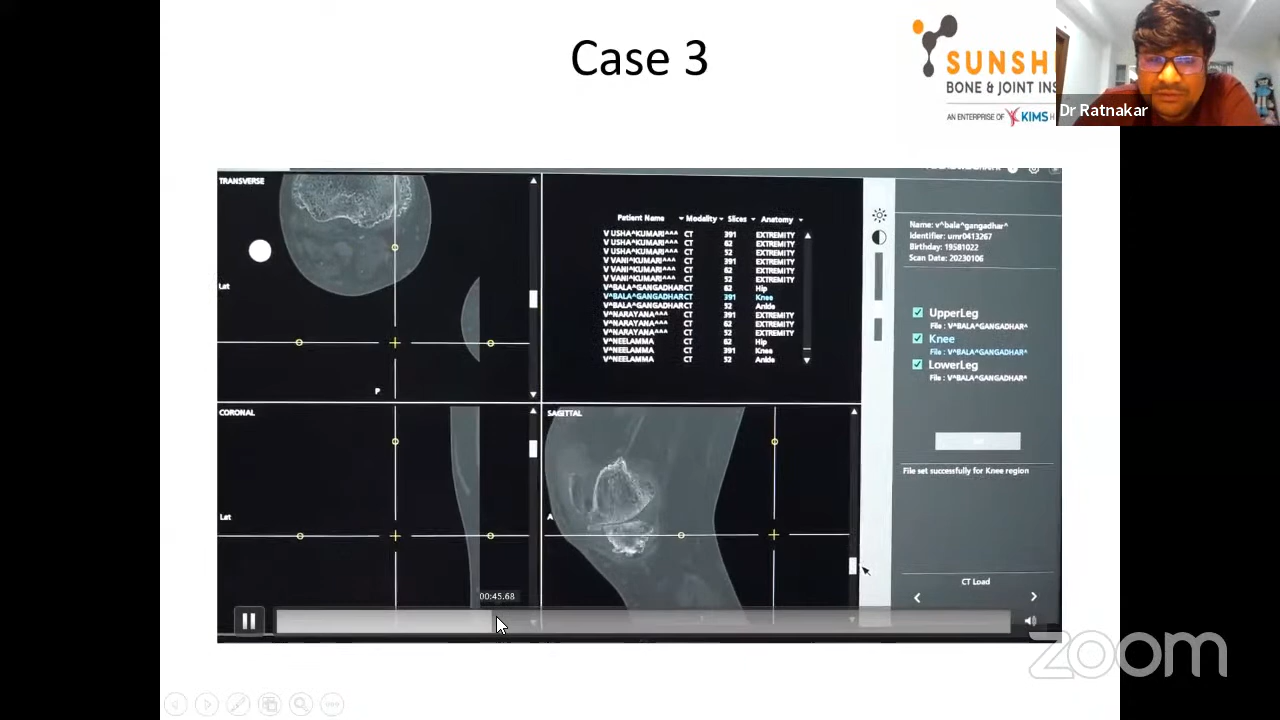 Case 3
SUNSHI
BONE & JOINT INS
AN ENTERPRISE OF KIMS H
Dr Ratnakar
TRANSVERSE
Lat
P
Patient Name Modality Slices Anatomy
V USHA^KUMARI^^^ CT 391 EXTREMITY
V USHA^KUMARI^^^ CT 62 EXTREMITY
V USHA^KUMARI^^^ CT 52 EXTREMITY
V VANI^KUMARI^^^ CT 391 EXTREMITY
V VANI^KUMARI^^^ CT 62 EXTREMITY
V VANI^KUMARI^^^ CT 52 EXTREMITY
V^BALA^GANGADHAR CT 62 Hip
V^BALA^GANGADHAR CT 391 Knee
V^BALA^GANGADHAR CT 52 Ankle
V^NARAYANA^^^ CT 391 EXTREMITY
V^NARAYANA^^^ CT 62 EXTREMITY
V^NARAYANA^^^ CT 52 EXTREMITY
V^NEELAMMA CT 62 Hip
V^NEELAMMA CT 391 Knee
V^NEELAMMA CT 52 Ankle
Name: v^bala^gangadhar^
Identifier: umr0413267
Birthday: 19581022
Scan Date: 20230106
UpperLeg
File : V^BALA^GANGADHAR^
Knee
File : V^BALA^GANGADHAR^
LowerLeg
File : V^BALA^GANGADHAR^
File set successfully for Knee region
CT Load
CORONAL
Lat
SAGITTAL
A
00:45.68
zoom